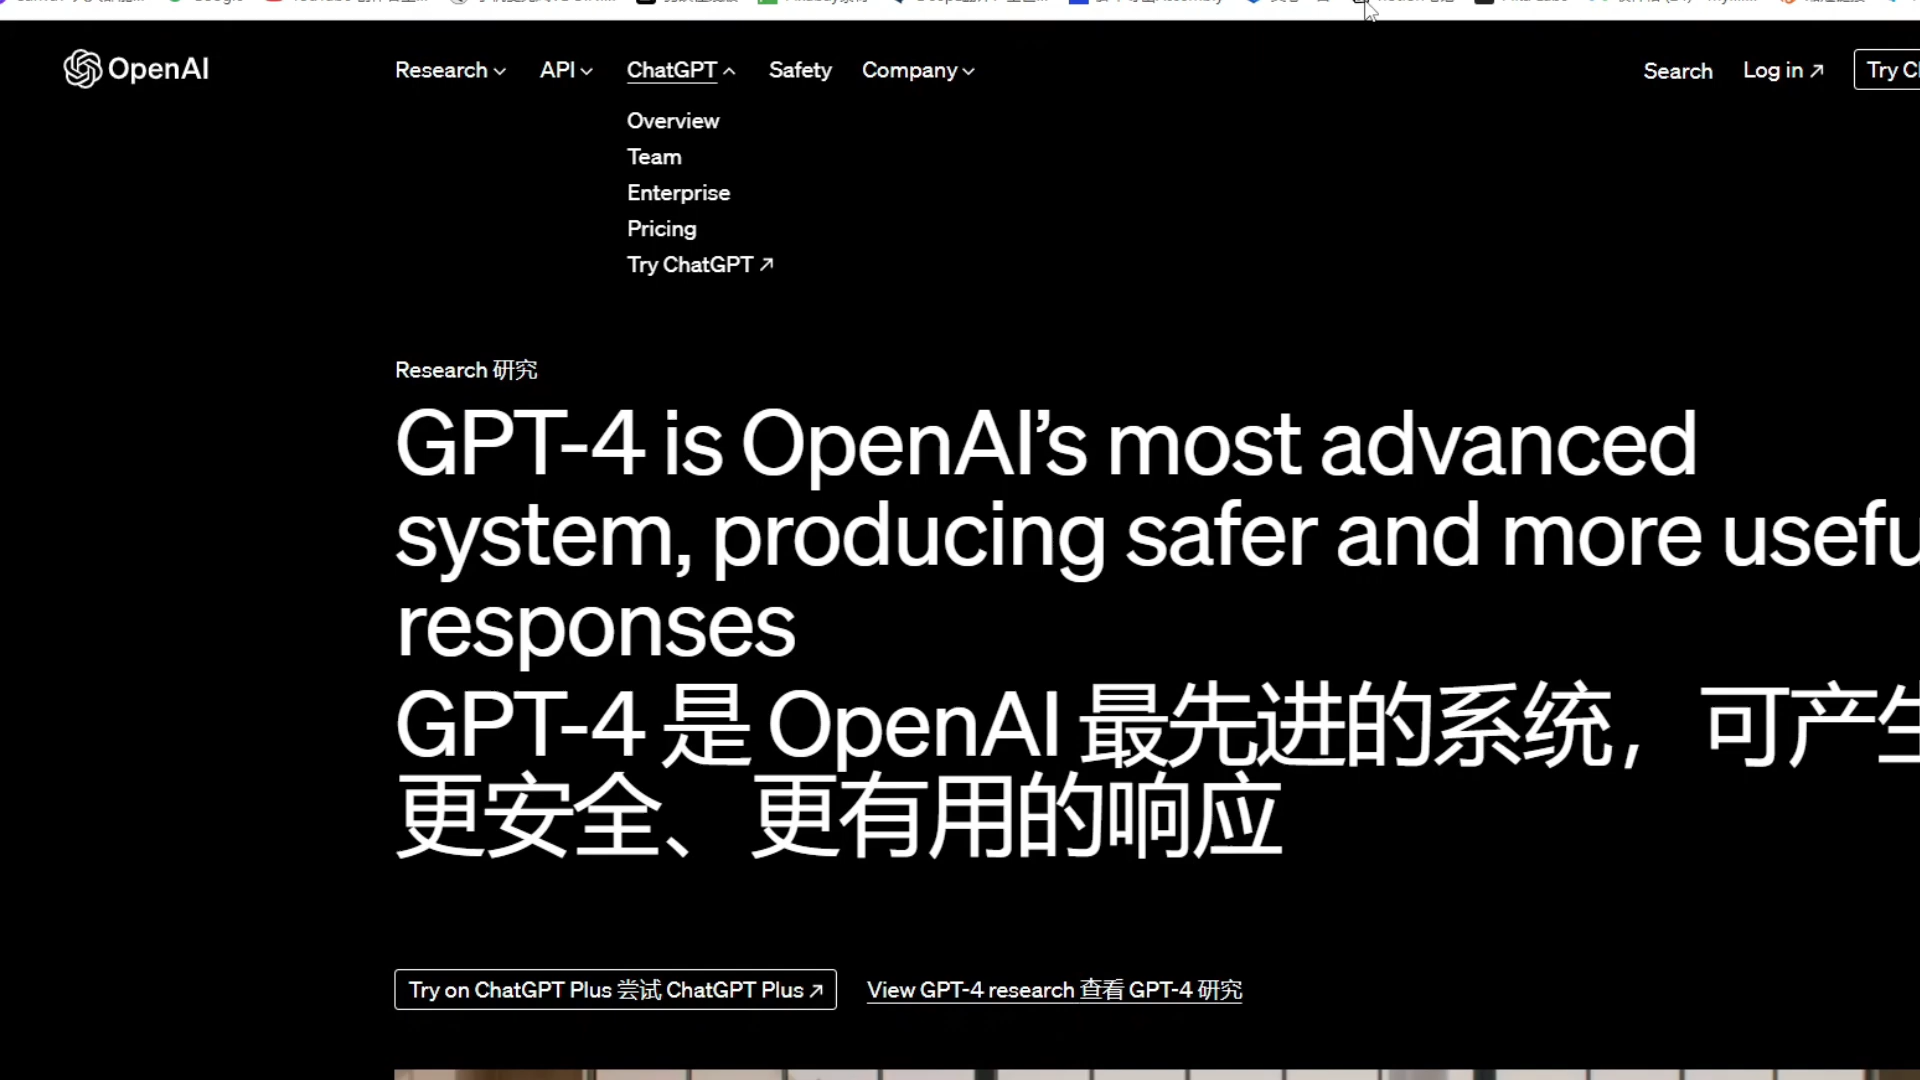 Google
OpenAI
Research
API
ChatGPT
Safety
Company
Search
Log in ↗
Try
Overview
Team
Enterprise
Pricing
Try ChatGPT ↗
Research 研究
GPT-4 is OpenAI’s most advanced
system, producing safer and more usefu
responses
GPT-4 是 OpenAI 最先进的系统，可产生
更安全、更有用的响应
Try on ChatGPT Plus 尝试 ChatGPT Plus ↗
View GPT-4 research 查看 GPT-4 研究